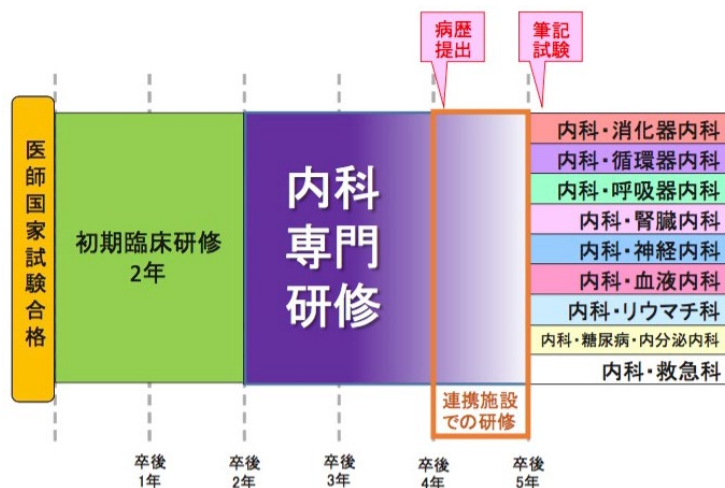 病歴
提出
筆記
試験
医師国家試験合格
初期臨床研修
2年
内科
専門
研修
内科・消化器内科
内科・循環器内科
内科・呼吸器内科
内科・腎臓内科
内科・神経内科
内科・血液内科
内科・リウマチ科
内科・糖尿病・内分泌内科
内科・救急科
連携施設
での研修
卒後
1年
卒後
2年
卒後
3年
卒後
4年
卒後
5年